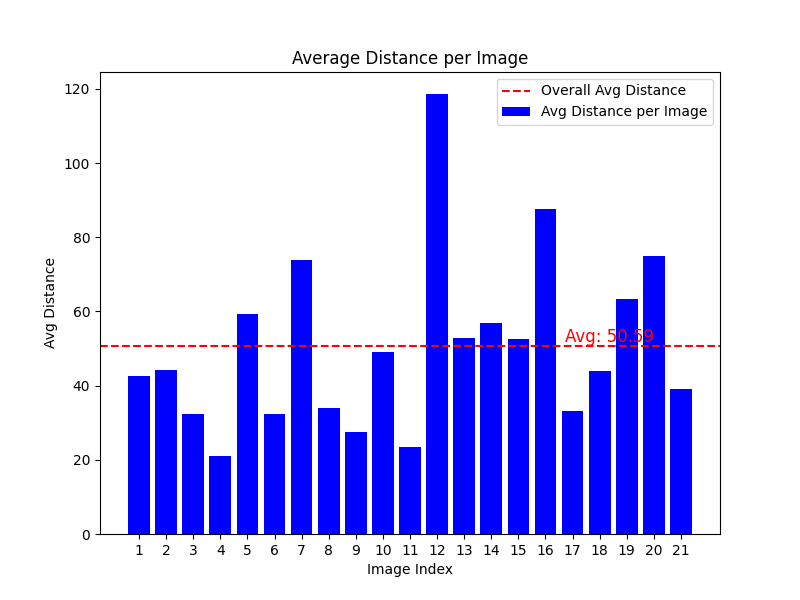 Average Distance per Image
Overall Avg Distance
Avg Distance per Image
120
100
80
60
40
20
0
Avg Distance
Avg: 50.59
1 2 3 4 5 6 7 8 9 10 11 12 13 14 15 16 17 18 19 20 21
Image Index